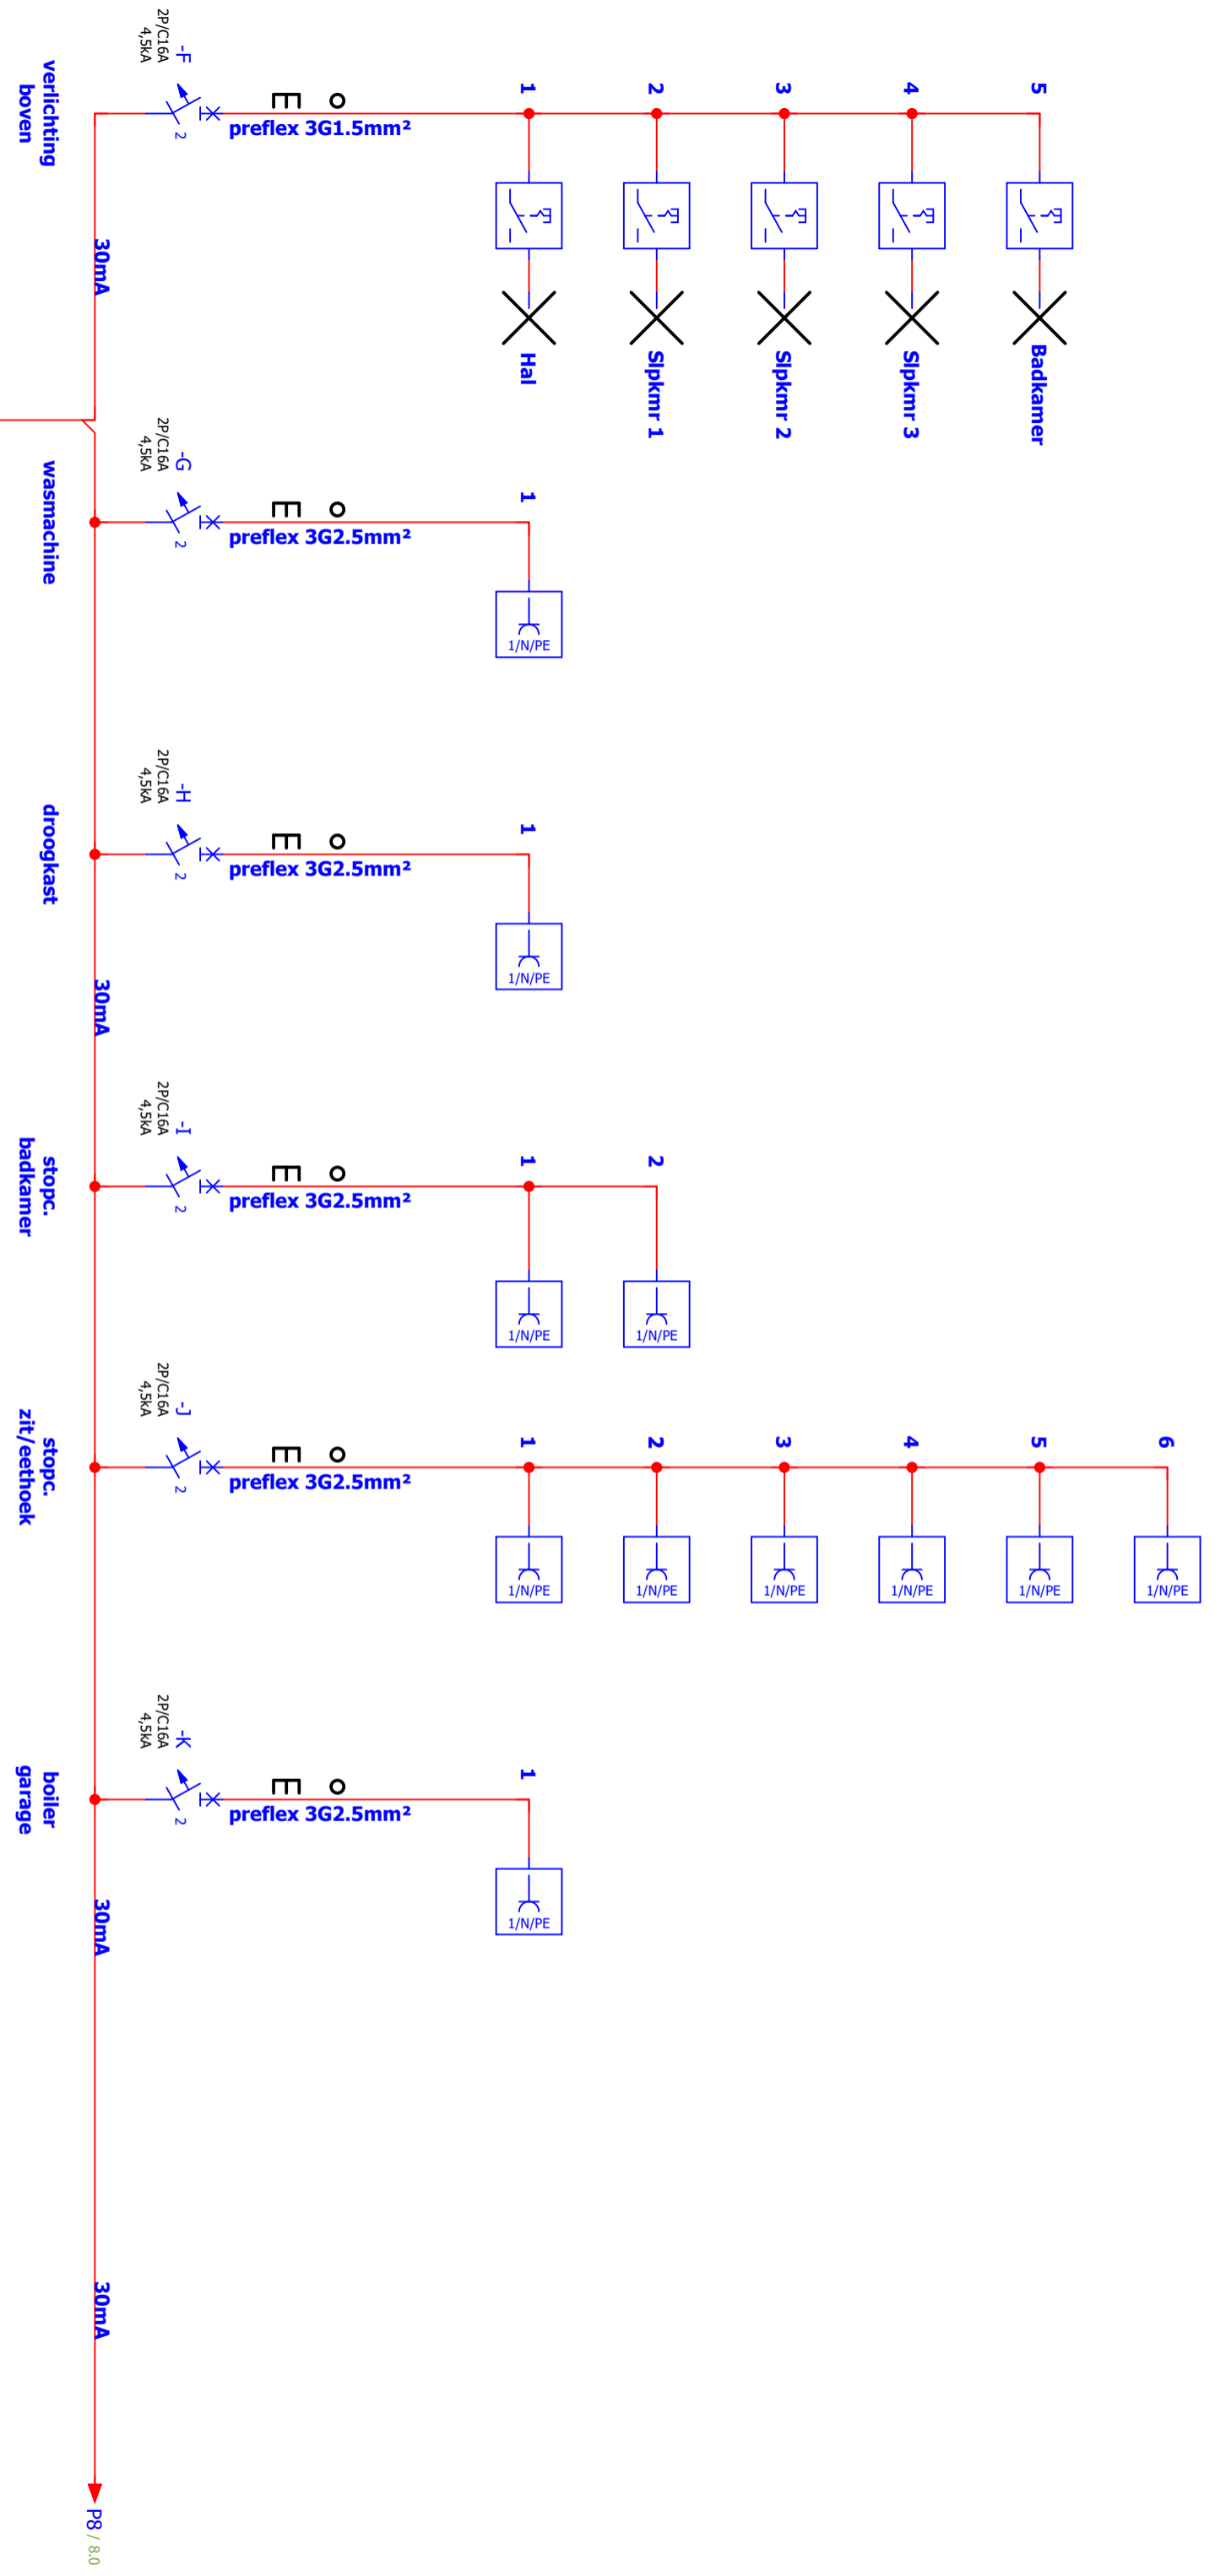 verlichting
boven
-F
2P/C16A
4,5kA
2
preflex 3G1.5mm²
1
2
3
4
5
Hal
Slpkmr 1
Slpkmr 2
Slpkmr 3
Badkamer
30mA
wasmachine
-G
2P/C16A
4,5kA
2
preflex 3G2.5mm²
1
1/N/PE
droogkast
-H
2P/C16A
4,5kA
2
preflex 3G2.5mm²
1
1/N/PE
30mA
stopc.
badkamer
-I
2P/C16A
4,5kA
2
preflex 3G2.5mm²
1
2
1/N/PE
1/N/PE
stopc.
zit/eethoek
-J
2P/C16A
4,5kA
2
preflex 3G2.5mm²
1
2
3
4
5
6
1/N/PE
1/N/PE
1/N/PE
1/N/PE
1/N/PE
1/N/PE
boiler
garage
-K
2P/C16A
4,5kA
2
preflex 3G2.5mm²
1
1/N/PE
30mA
30mA
P8 / 8.0